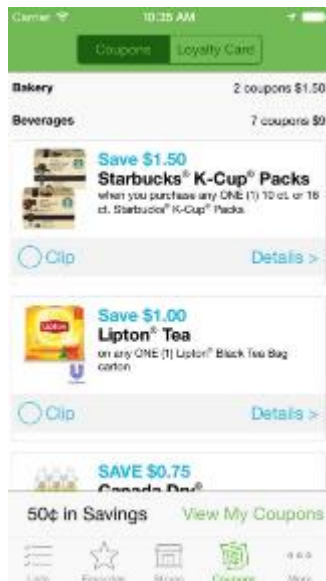 Carrier 10:35 AM
Coupons Loyalty Card
Bakery 2 coupons $1.50
Beverages 7 coupons $9
Save $1.50
Starbucks® K-Cup® Packs
when you purchase any ONE (1) 10 ct. or 16
ct. Starbucks® K-Cup® Packs
Clip Details >
Save $1.00
Lipton® Tea
on any ONE (1) Lipton® Black Tea Bag
carton
Lipton
Clip Details >
SAVE $0.75
Canada Dry®
50¢ in Savings View My Coupons
Lists Favorites Stores Coupons More